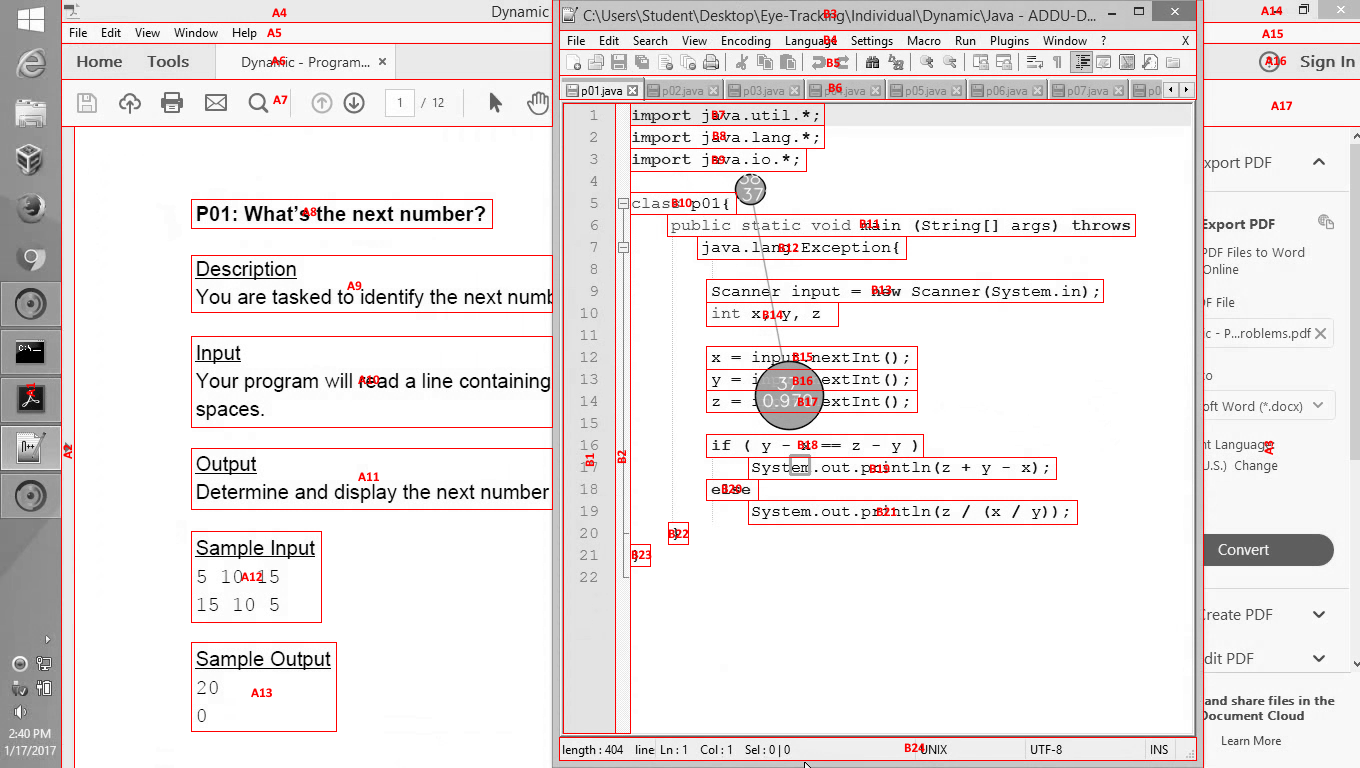 A4
Dynamic
File Edit View Window Help
A5
Home Tools
Dynamic - Program... ×
A6
A7
1 / 12
P01: What's the next number?
A8
Description
You are tasked to identify the next numb
A9
Input
Your program will read a line containing
spaces.
A10
Output
Determine and display the next number
A11
Sample Input
5 10 15
15 10 5
A12
Sample Output
20
0
A13
A1
A2
2:40 PM
1/17/2017
C:\Users\Student\Desktop\Eye-Tracking\Individual\Dynamic\Java - ADDU-D...
B3
File Edit Search View Encoding Language Settings Macro Run Plugins Window ? X
B4
B5
p01.java p02.java p03.java p04.java p05.java p06.java p07.java p0
B6
1 import java.util.*;
B7
2 import java.lang.*;
B8
3 import java.io.*;
B9
4
37
5 class p01{
B10
6 public static void main (String[] args) throws
B11
7 java.lang.Exception{
B12
8
9 Scanner input = new Scanner(System.in);
B13
10 int x, y, z
B14
11
12 x = input.nextInt();
B15
13 y = input.nextInt();
B16
14 z = input.nextInt();
B17
37
0.970
15
16 if ( y - x == z - y )
B18
17 System.out.println(z + y - x);
B19
18 else
B20
19 System.out.println(z / (x / y));
B21
20 }
B22
21 }
B23
22
B1
B2
length : 404 line Ln : 1 Col : 1 Sel : 0 | 0 UNIX UTF-8 INS
B24
A14
A15
A16
Sign In
A17
xport PDF
Export PDF
PDF Files to Word
Online
DF File
ic - P...roblems.pdf ×
to
oft Word (*.docx)
nt Language:
U.S.) Change
A3
Convert
Create PDF
dit PDF
and share files in the
Document Cloud
Learn More